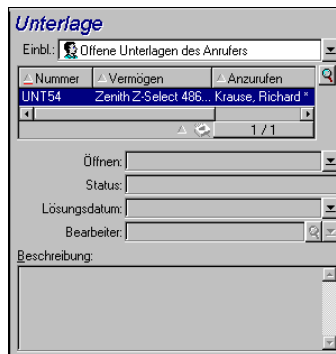 Unterlage
Einbl.: Offene Unterlagen des Anrufers
Nummer Vermögen Anzurufen
UNT54 Zenith Z-Select 486... Krause, Richard *
1 / 1
Öffnen:
Status:
Lösungsdatum:
Bearbeiter:
Beschreibung: